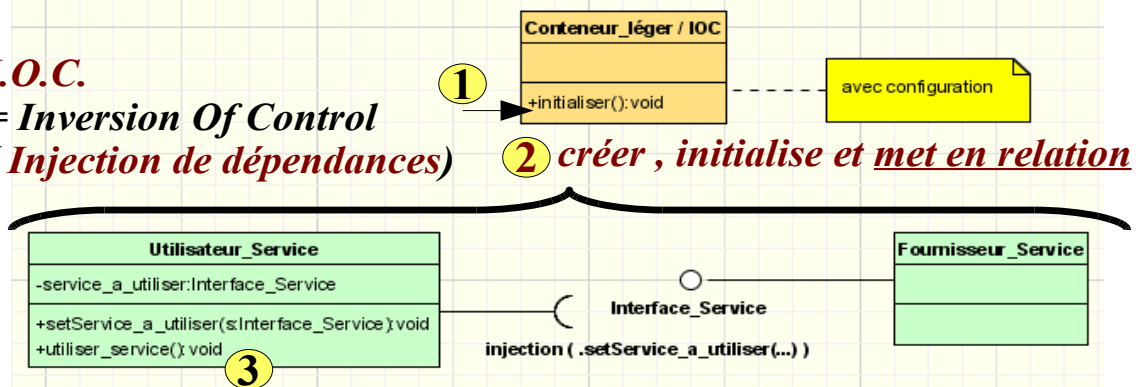 Conteneur_léger / IOC
.O.C.
= Inversion Of Control
Injection de dépendances)
1
+initialiser():void
avec configuration
2 créer , initialise et met en relation
Utilisateur_Service
-service_a_utiliser:Interface_Service
+setService_a_utiliser(s:Interface_Service):void
+utiliser_service():void
3
Interface_Service
injection ( .setService_a_utiliser(...) )
Fournisseur_Service